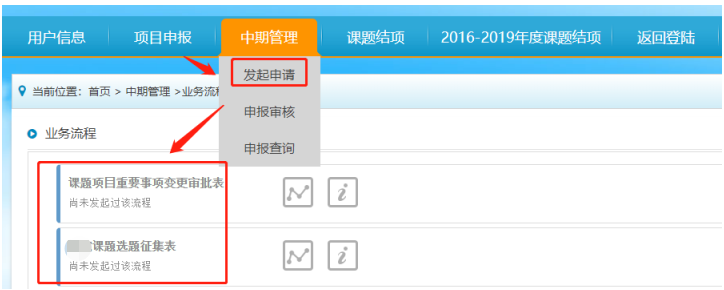 用户信息 项目申报 中期管理 课题结项 2016-2019年度课题结项 返回登陆
发起申请
当前位置：首页 > 中期管理 >业务流
申报审核
申报查询
业务流程
课题项目重要事项变更审批表
尚未发起过该流程
课题选题征集表
尚未发起过该流程